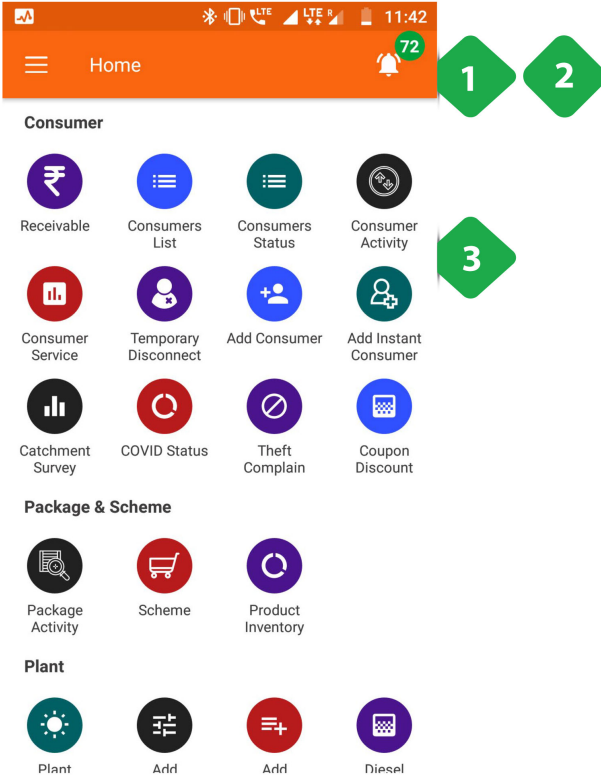 LTE LTE R 11:42
Home 72
1 2
Consumer
Receivable Consumers Consumers Consumer
List Status Activity
3
Consumer Temporary Add Consumer Add Instant
Service Disconnect Consumer
Catchment COVID Status Theft Coupon
Survey Complain Discount
Package & Scheme
Package Scheme Product
Activity Inventory
Plant
Plant Add Add Diesel